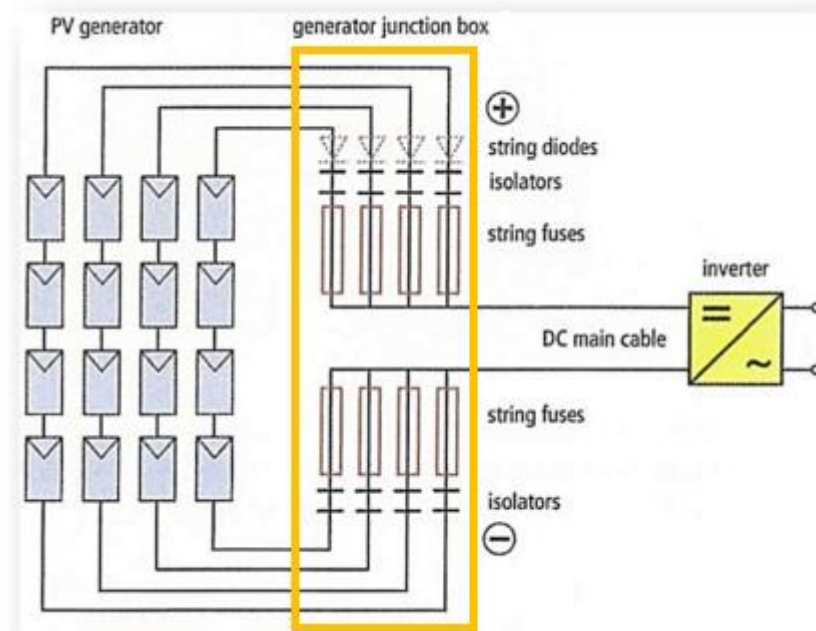 PV generator
generator junction box
+
string diodes
isolators
string fuses
inverter
=
~
DC main cable
string fuses
isolators
−